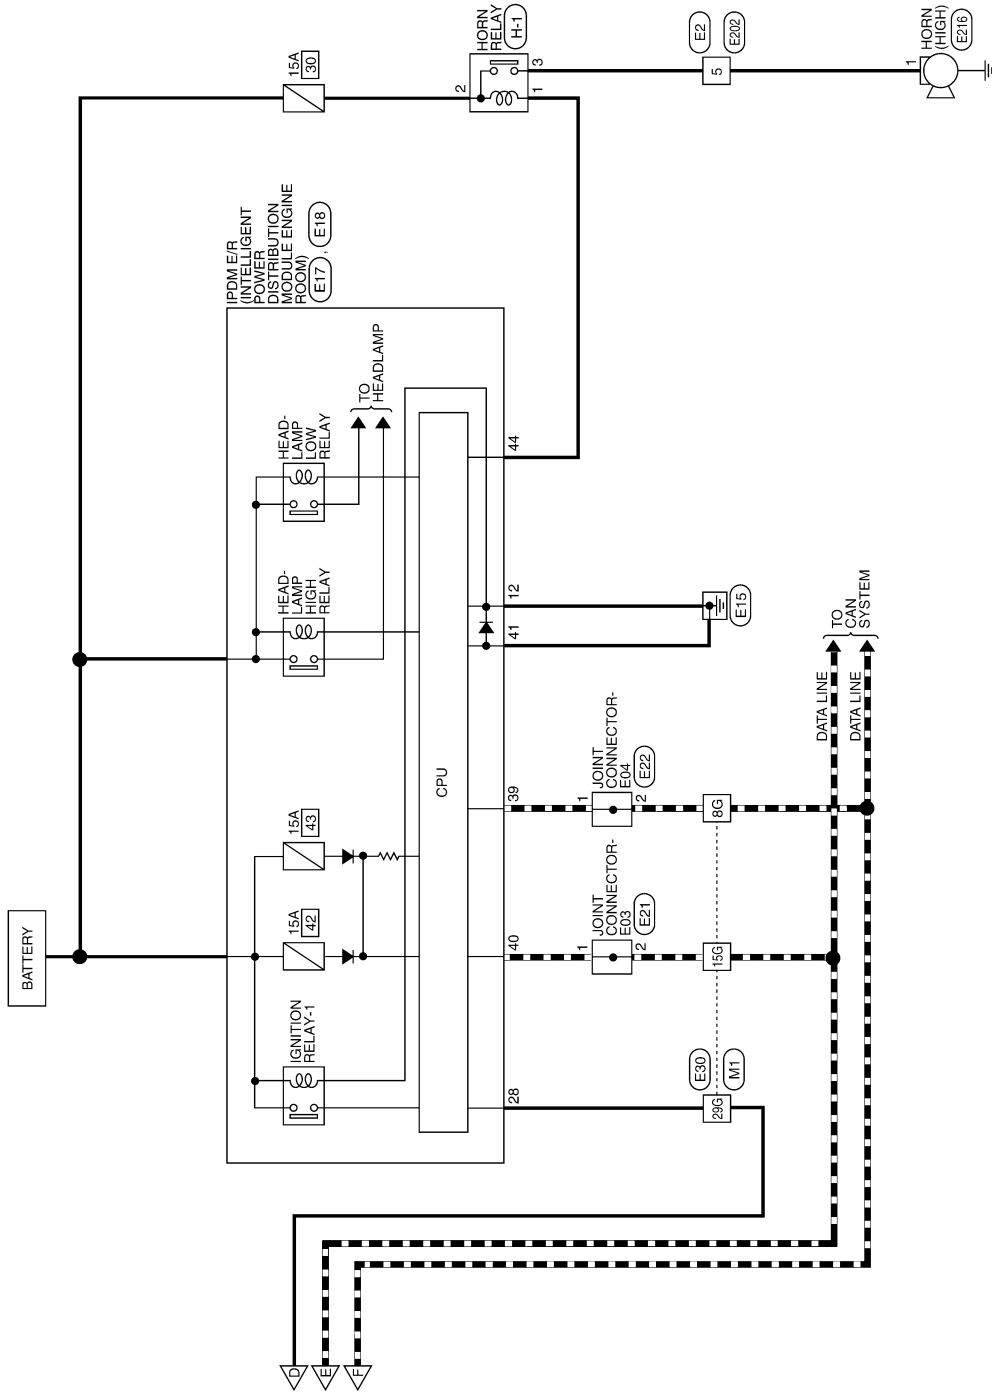 BATTERY
15A
30
HORN
RELAY
H-1
2
3
1
E2
E202
5
1
HORN
(HIGH)
E216
IPDM E/R
(INTELLIGENT
POWER
DISTRIBUTION
MODULE ENGINE
ROOM)
E17 , E18
IGNITION
RELAY-1
15A
42
15A
43
HEAD-
LAMP
HIGH
RELAY
HEAD-
LAMP
LOW
RELAY
TO
HEADLAMP
CPU
28
40
39
41
12
44
JOINT
CONNECTOR-
E03
E21
1
2
JOINT
CONNECTOR-
E04
E22
1
2
E15
E30
29G
M1
15G
8G
DATA LINE
DATA LINE
TO
CAN
SYSTEM
D
E
F